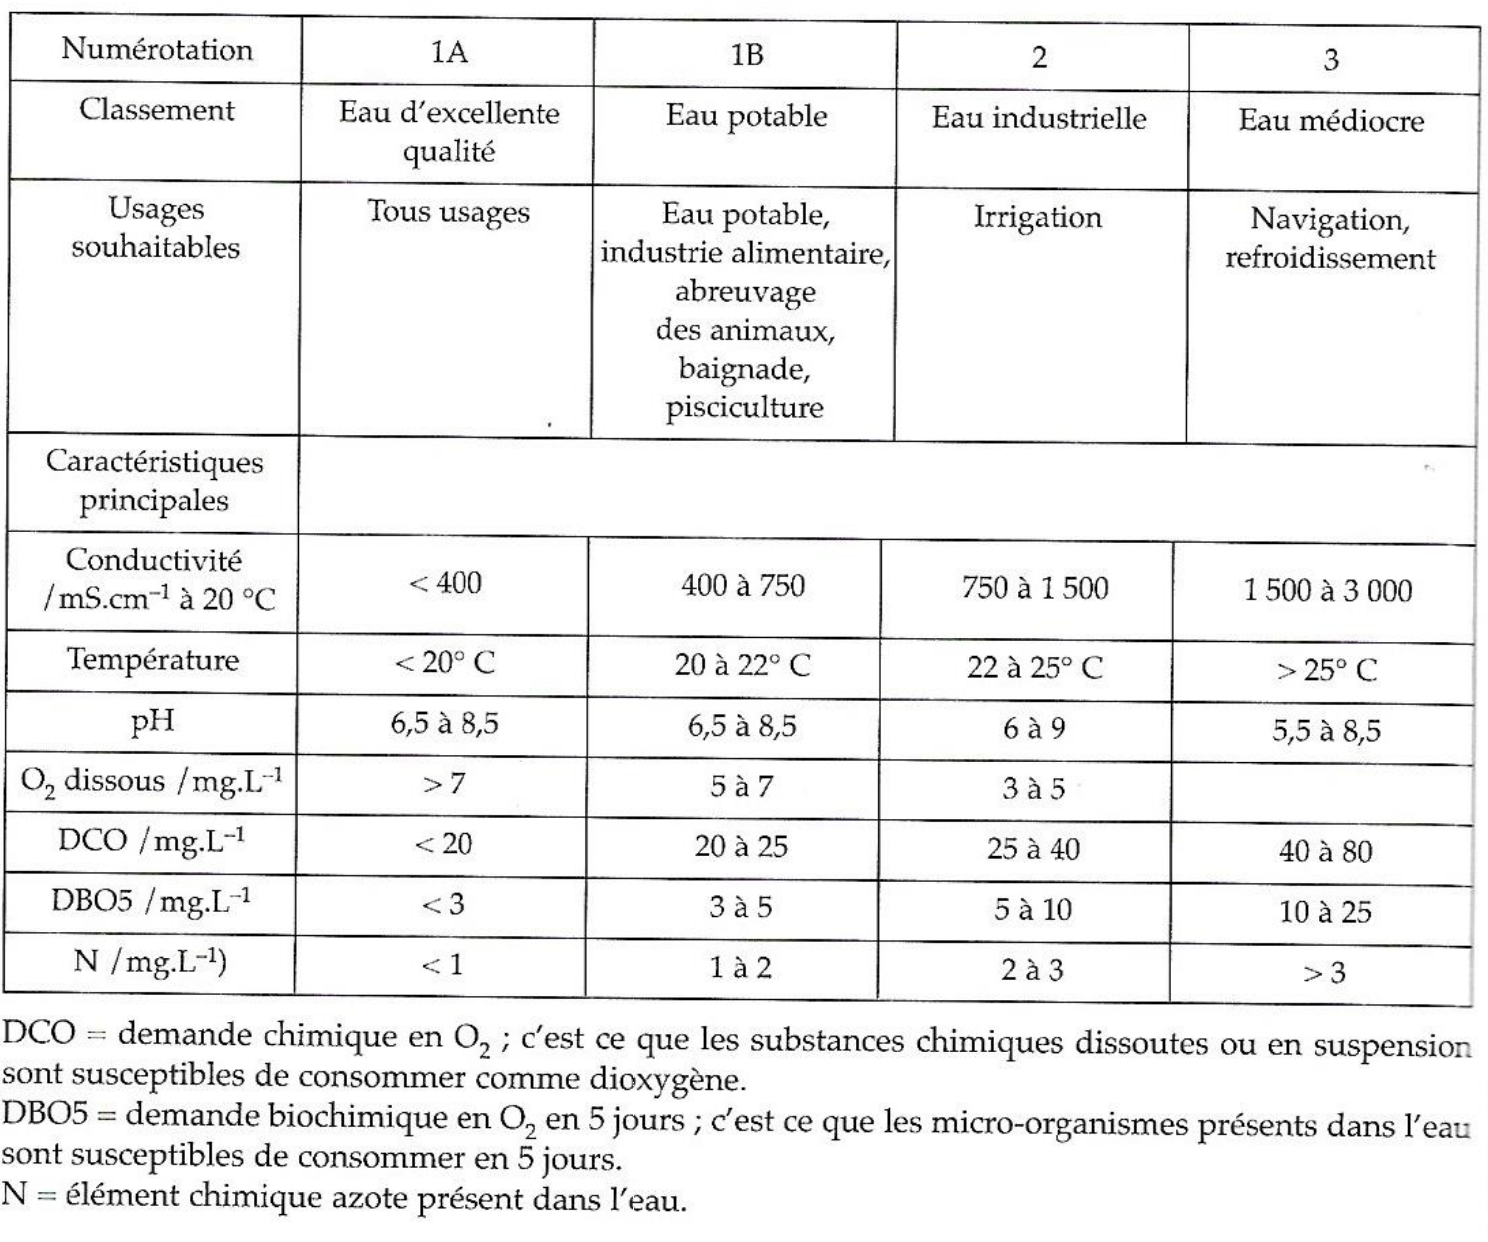 Numérotation 1A 1B 2 3
Classement Eau d'excellente qualité Eau potable Eau industrielle Eau médiocre
Usages souhaitables Tous usages Eau potable, industrie alimentaire, abreuvage des animaux, baignade, pisciculture Irrigation Navigation, refroidissement
Caractéristiques principales
Conductivité /mS.cm⁻¹ à 20 °C < 400 400 à 750 750 à 1 500 1 500 à 3 000
Température < 20° C 20 à 22° C 22 à 25° C > 25° C
pH 6,5 à 8,5 6,5 à 8,5 6 à 9 5,5 à 8,5
O₂ dissous /mg.L⁻¹ > 7 5 à 7 3 à 5
DCO /mg.L⁻¹ < 20 20 à 25 25 à 40 40 à 80
DBO5 /mg.L⁻¹ < 3 3 à 5 5 à 10 10 à 25
N /mg.L⁻¹) < 1 1 à 2 2 à 3 > 3
DCO = demande chimique en O₂ ; c'est ce que les substances chimiques dissoutes ou en suspension
sont susceptibles de consommer comme dioxygène.
DBO5 = demande biochimique en O₂ en 5 jours ; c'est ce que les micro-organismes présents dans l'eau
sont susceptibles de consommer en 5 jours.
N = élément chimique azote présent dans l'eau.